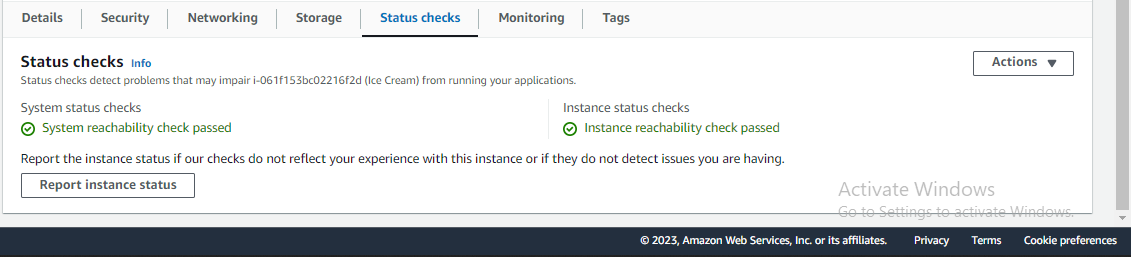 Details Security Networking Storage Status checks Monitoring Tags
Status checks Info
Actions
Status checks detect problems that may impair i-061f153bc02216f2d (Ice Cream) from running your applications.
System status checks
System reachability check passed
Instance status checks
Instance reachability check passed
Report the instance status if our checks do not reflect your experience with this instance or if they do not detect issues you are having.
Report instance status
Activate Windows
Go to Settings to activate Windows.
© 2023, Amazon Web Services, Inc. or its affiliates. Privacy Terms Cookie preferences